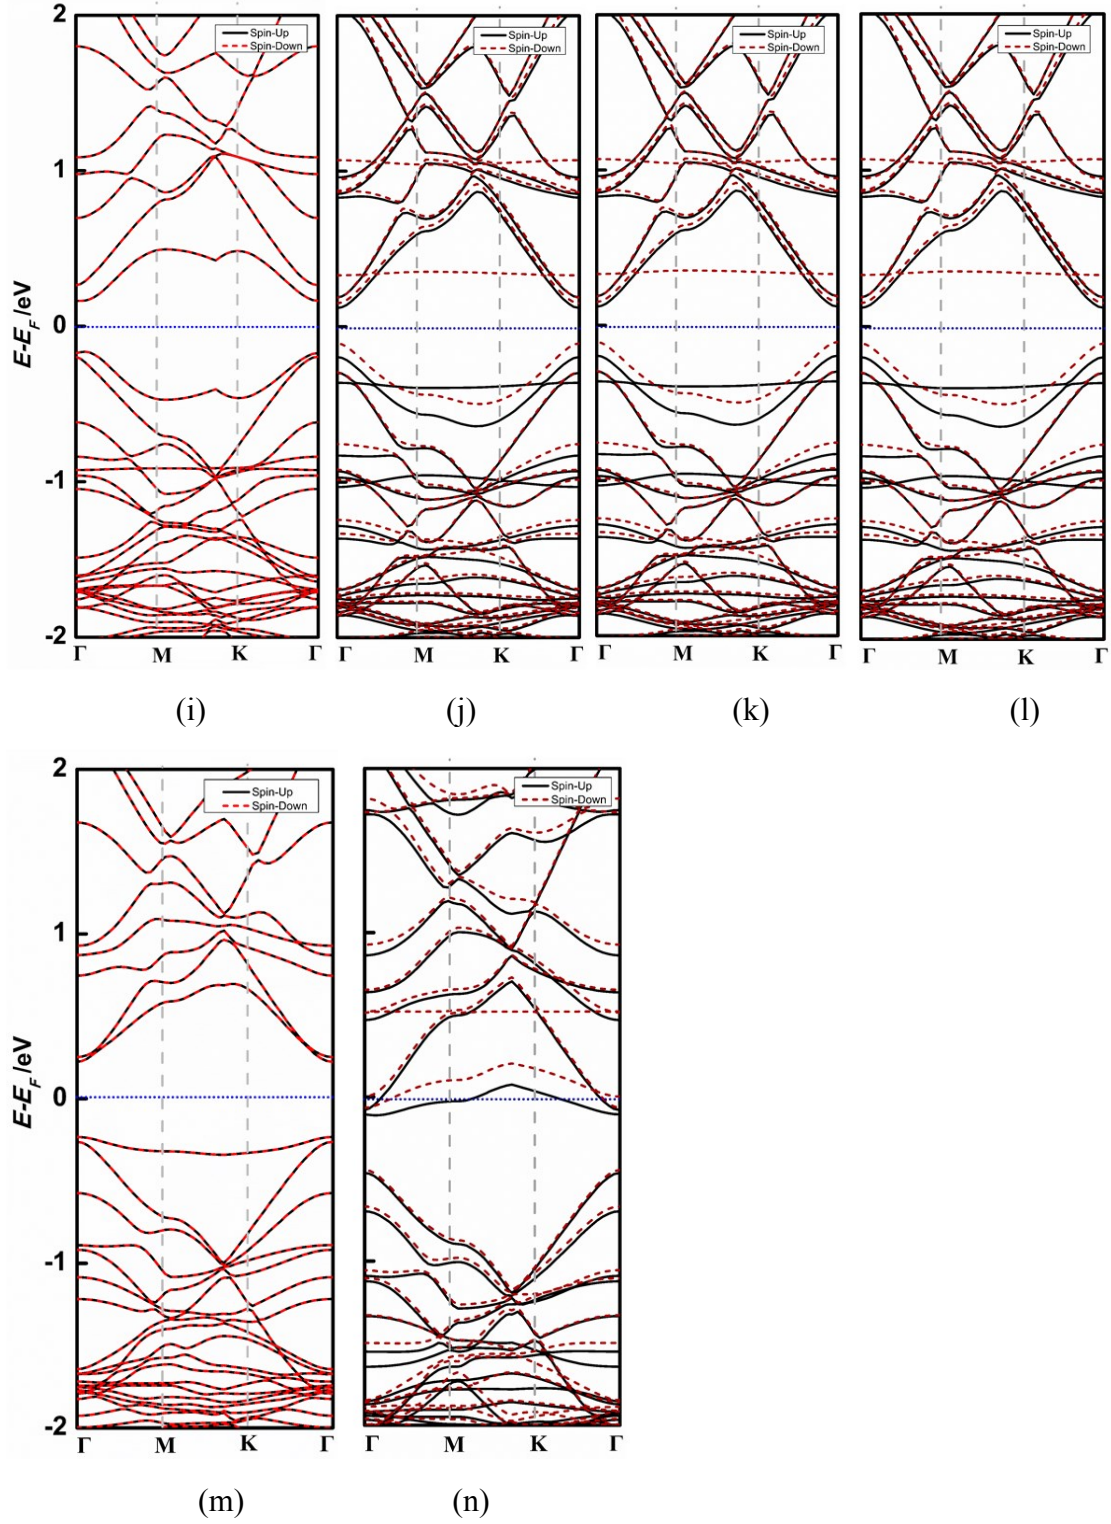 2
1
0
-1
-2
E-E_F /eV
Spin-Up
Spin-Down
Γ M K Γ
Spin-Up
Spin-Down
Γ M K Γ
Spin-Up
Spin-Down
Γ M K Γ
Spin-Up
Spin-Down
Γ M K Γ
(i) (j) (k) (l)
2
1
0
-1
-2
E-E_F /eV
Spin-Up
Spin-Down
Γ M K Γ
Spin-Up
Spin-Down
Γ M K Γ
(m) (n)